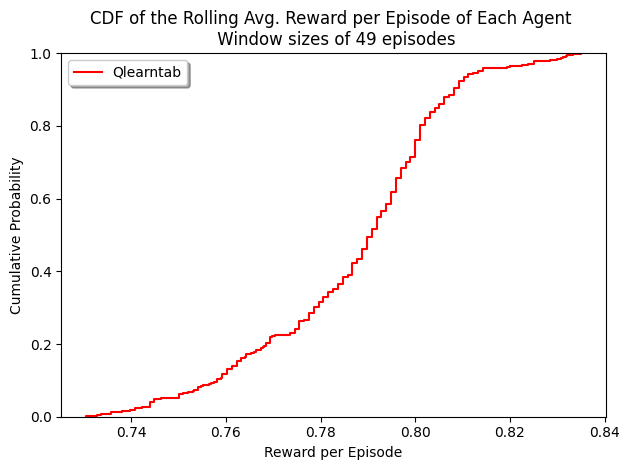 CDF of the Rolling Avg. Reward per Episode of Each Agent
Window sizes of 49 episodes
Qlearntab
Cumulative Probability
1.0
0.8
0.6
0.4
0.2
0.0
0.74 0.76 0.78 0.80 0.82 0.84
Reward per Episode